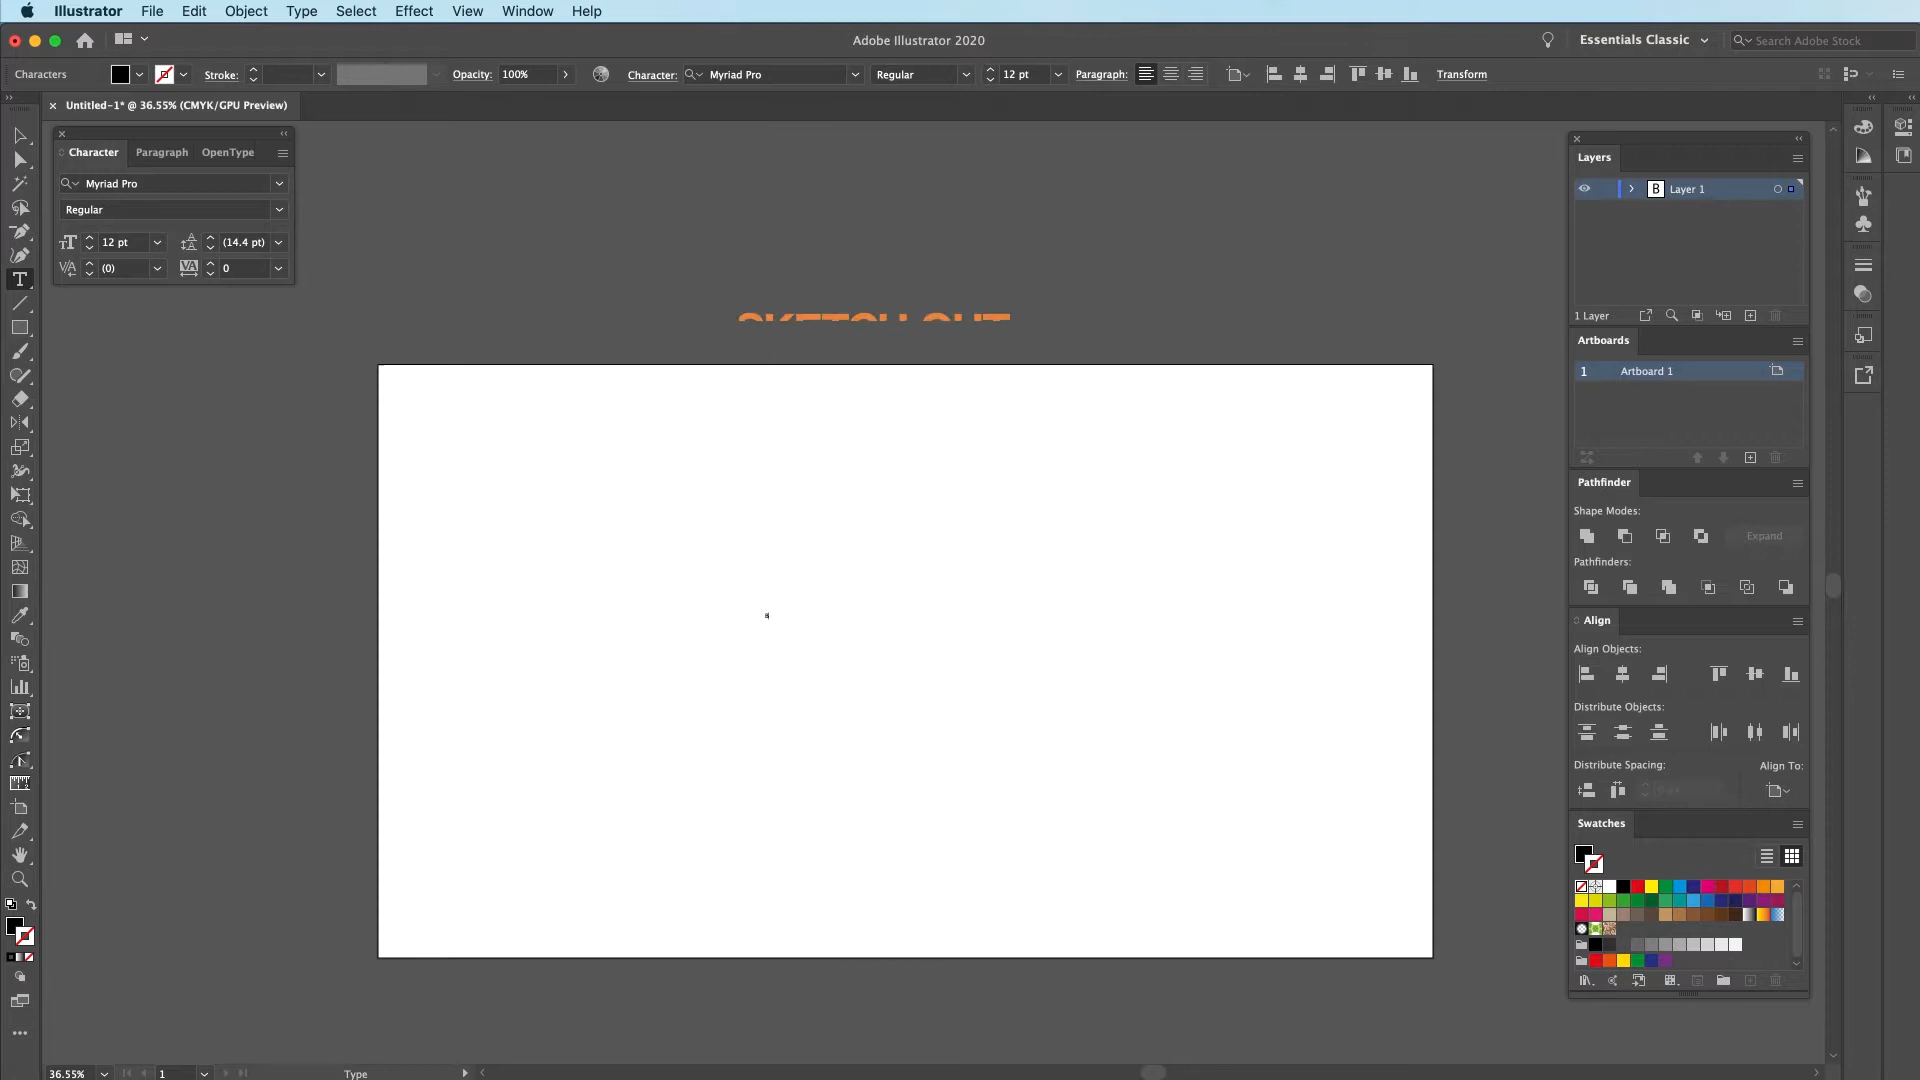 Illustrator File Edit Object Type Select Effect View Window Help
Adobe Illustrator 2020
Essentials Classic
Search Adobe Stock
Characters Stroke: Opacity: 100% Character: Myriad Pro Regular 12 pt Paragraph: Transform
Untitled-1* @ 36.55% (CMYK/GPU Preview)
Character Paragraph OpenType
Myriad Pro
Regular
12 pt (14.4 pt)
(0) 0
SKETCH OUT
Layers
B Layer 1
1 Layer
Artboards
1 Artboard 1
Pathfinder
Shape Modes:
Expand
Pathfinders:
Align
Align Objects:
Distribute Objects:
Distribute Spacing: Align To:
Swatches
36.55% 1 Type